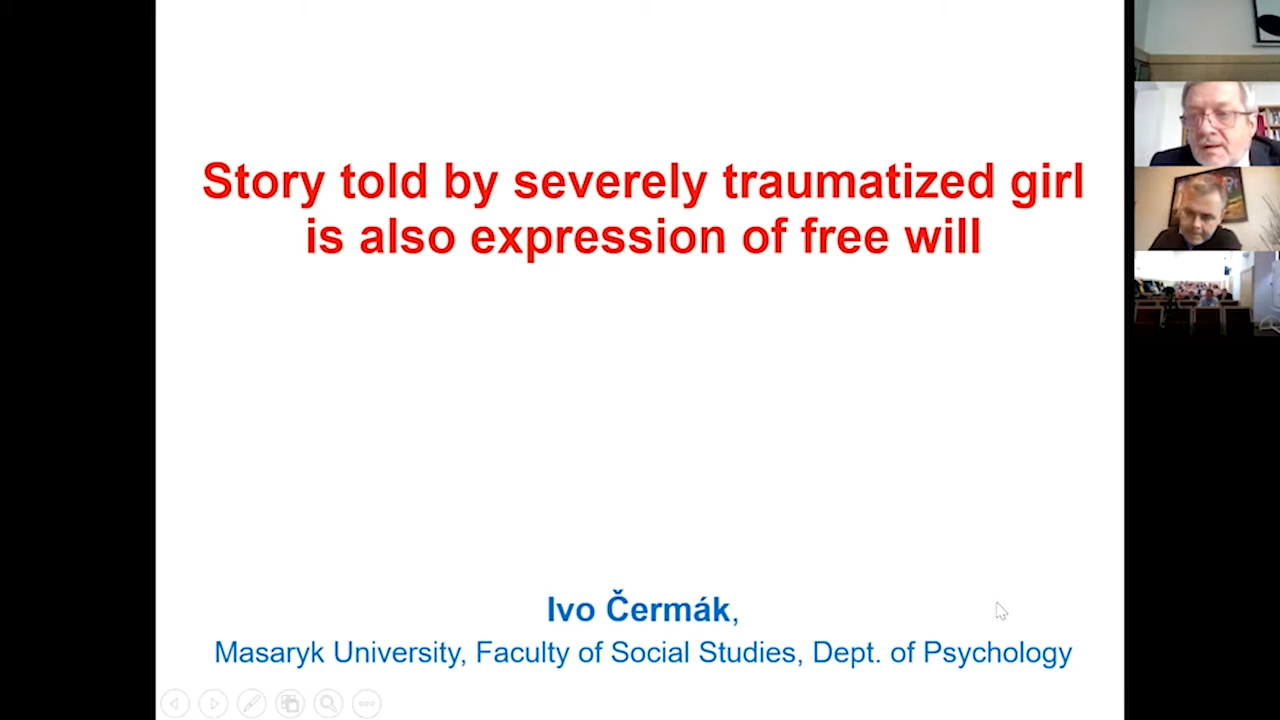 Story told by severely traumatized girl
is also expression of free will
Ivo Čermák,
Masaryk University, Faculty of Social Studies, Dept. of Psychology